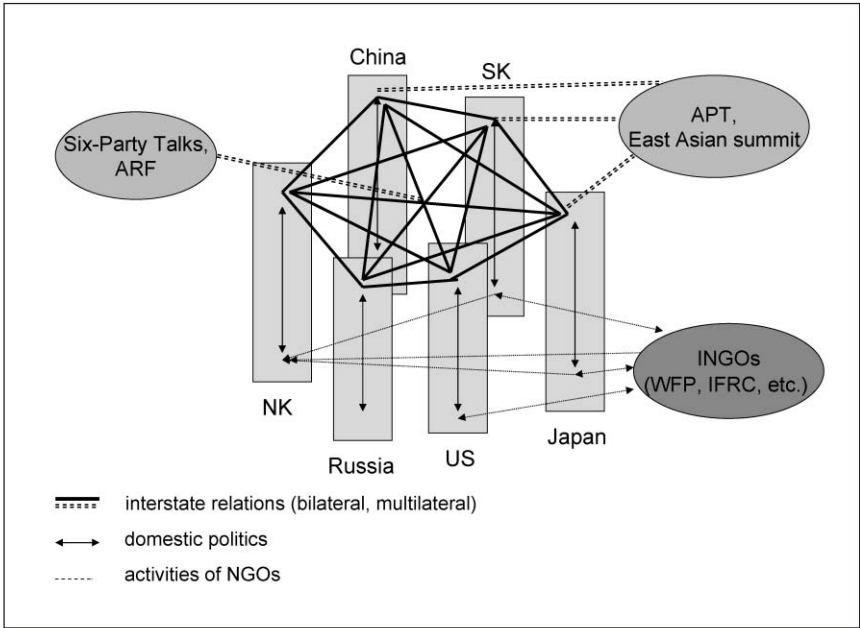 China
SK
Six-Party Talks,
ARF
APT,
East Asian summit
INGOs
(WFP, IFRC, etc.)
NK
Russia
US
Japan
interstate relations (bilateral, multilateral)
domestic politics
activities of NGOs